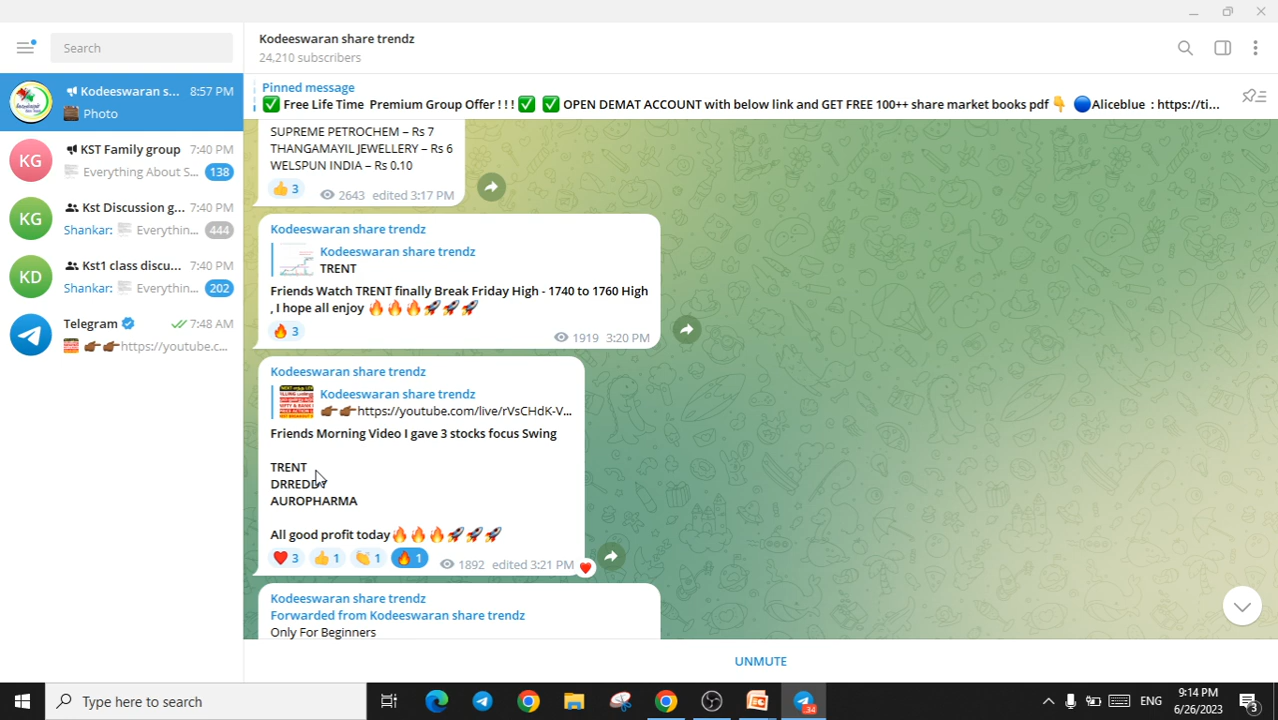 Search
Kodeeswaran share trendz
24,210 subscribers
Kodeeswaran s... 8:57 PM
Photo
KG
KST Family group 7:40 PM
Everything About S... 138
KG
Kst Discussion g... 7:40 PM
Shankar: Everythin... 444
KD
Kst1 class discu... 7:40 PM
Shankar: Everythin... 202
Telegram 7:48 AM
👉🏾👉🏾https://youtube.c...
Pinned message
✅ Free Life Time Premium Group Offer ! ! ! ✅ ✅ OPEN DEMAT ACCOUNT with below link and GET FREE 100++ share market books pdf 👇 🔵Aliceblue : https://ti...
SUPREME PETROCHEM – Rs 7
THANGAMAYIL JEWELLERY – Rs 6
WELSPUN INDIA – Rs 0.10
👍 3 2643 edited 3:17 PM
Kodeeswaran share trendz
Kodeeswaran share trendz
TRENT
Friends Watch TRENT finally Break Friday High - 1740 to 1760 High
, I hope all enjoy 🔥🔥🔥🚀🚀🚀
🔥 3 1919 3:20 PM
Kodeeswaran share trendz
Kodeeswaran share trendz
👉🏾👉🏾https://youtube.com/live/rVsCHdK-V...
Friends Morning Video I gave 3 stocks focus Swing
TRENT
DRREDDY
AUROPHARMA
All good profit today🔥🔥🔥🚀🚀🚀
❤️ 3 👍 1 👏 1 🔥 1 1892 edited 3:21 PM
Kodeeswaran share trendz
Forwarded from Kodeeswaran share trendz
Only For Beginners
UNMUTE
Type here to search
34
ENG
9:14 PM
6/26/2023
3